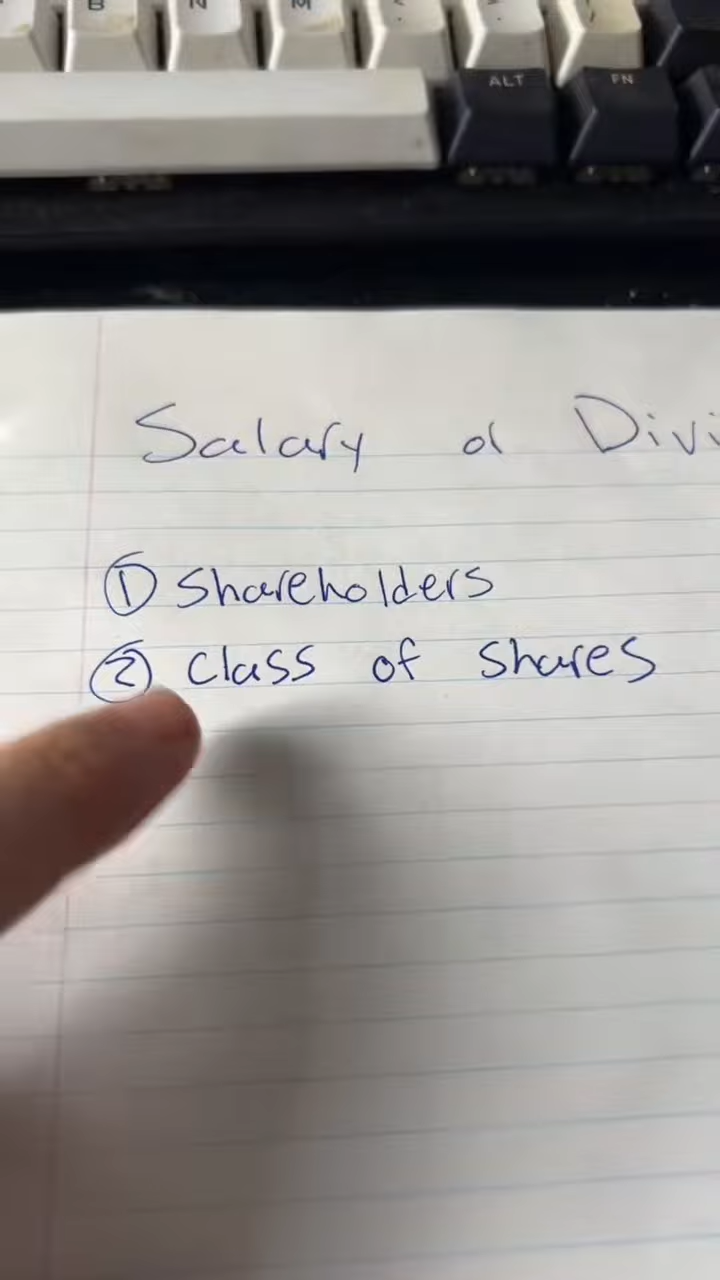 B N M
ALT FN
Salary or Divi
① Shareholders
② Class of shares